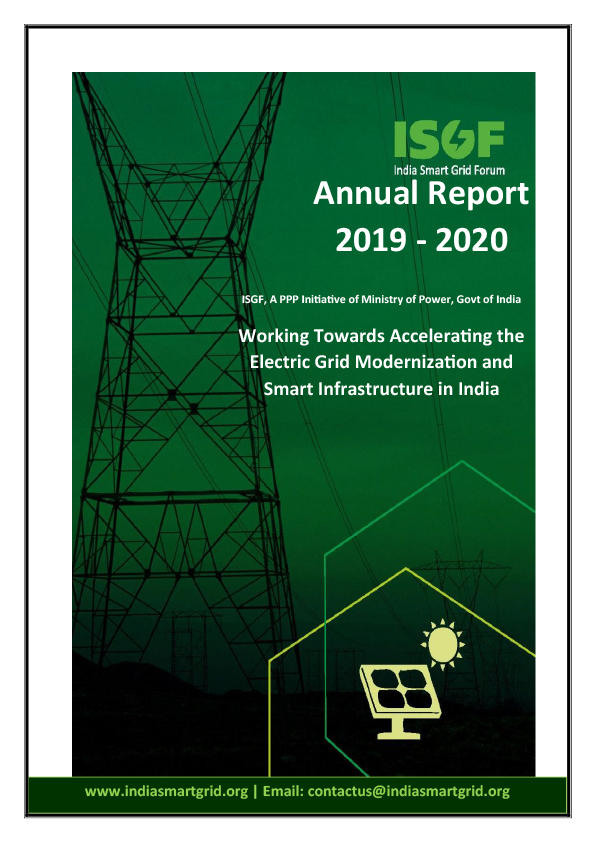 ISGF
India Smart Grid Forum
Annual Report
2019 - 2020
ISGF, A PPP Initiative of Ministry of Power, Govt of India
Working Towards Accelerating the
Electric Grid Modernization and
Smart Infrastructure in India
www.indiasmartgrid.org | Email: contactus@indiasmartgrid.org